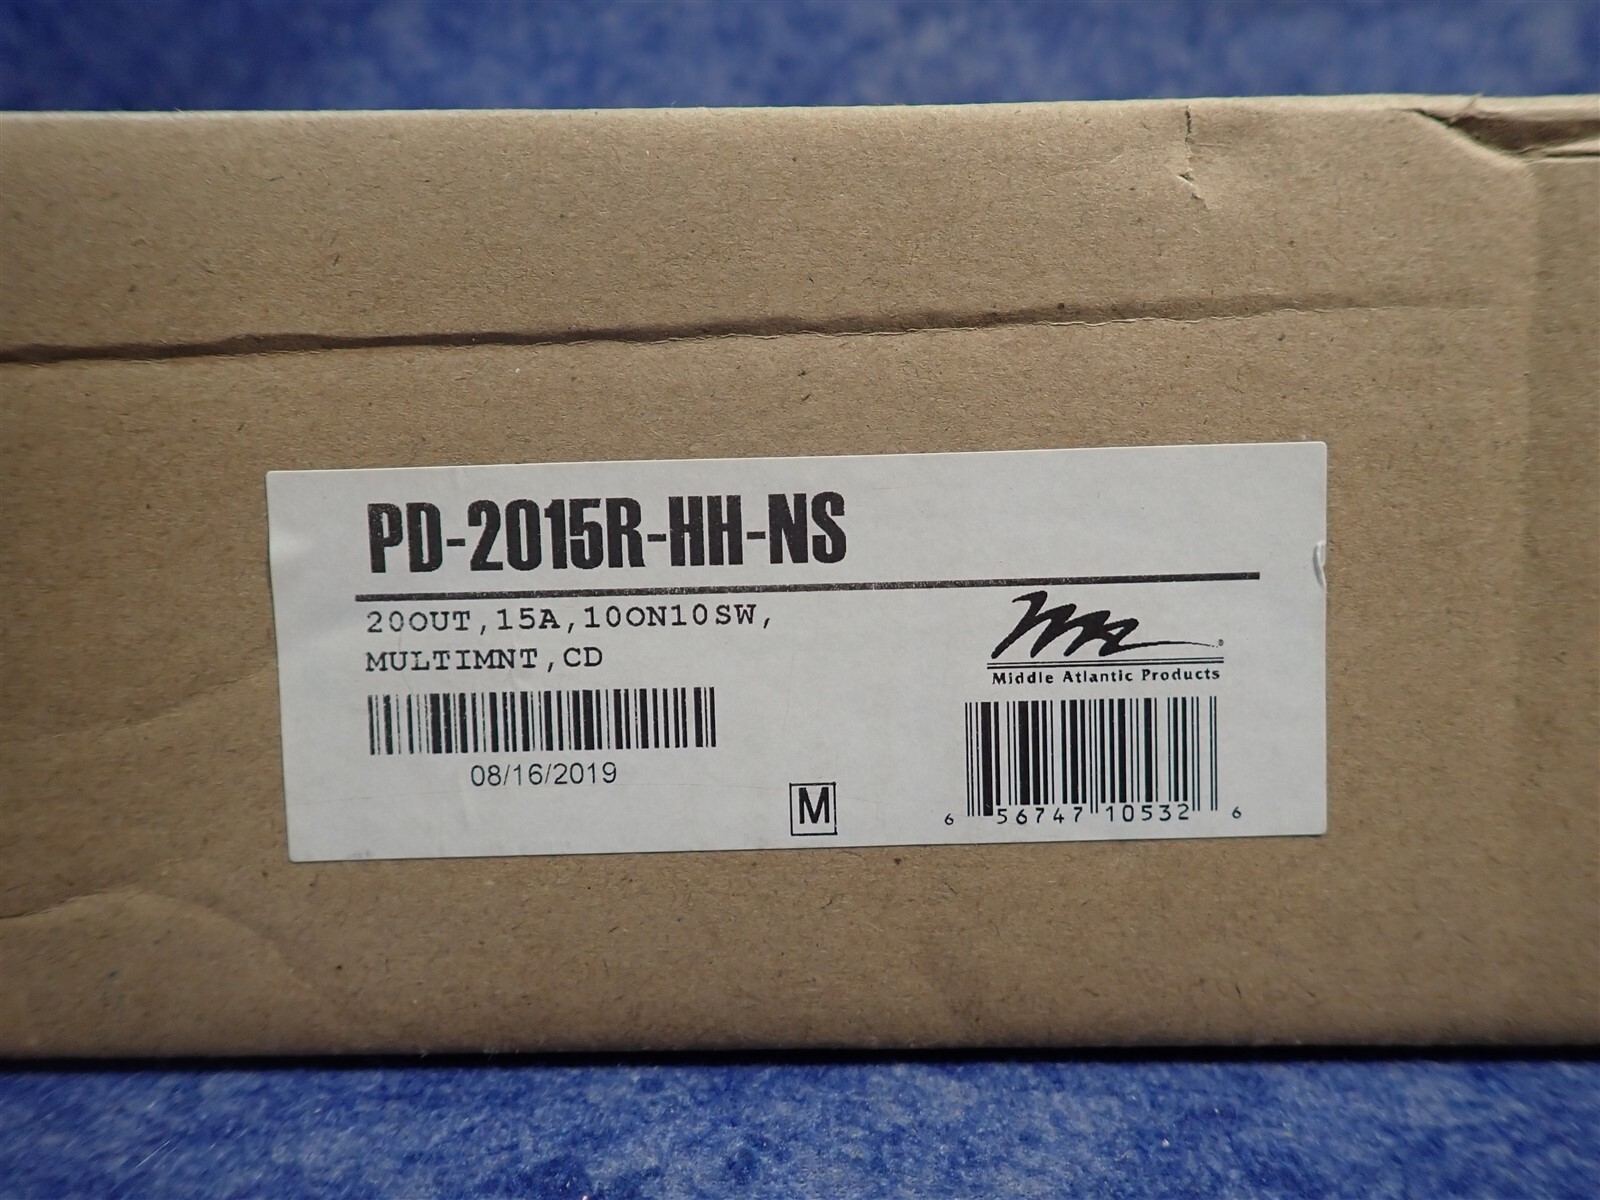 PD-2015R-HH-NS
20OUT,15A,10ON10SW,
MULTIMNT,CD
Middle Atlantic Products
08/16/2019
M
6 56747 10532 6